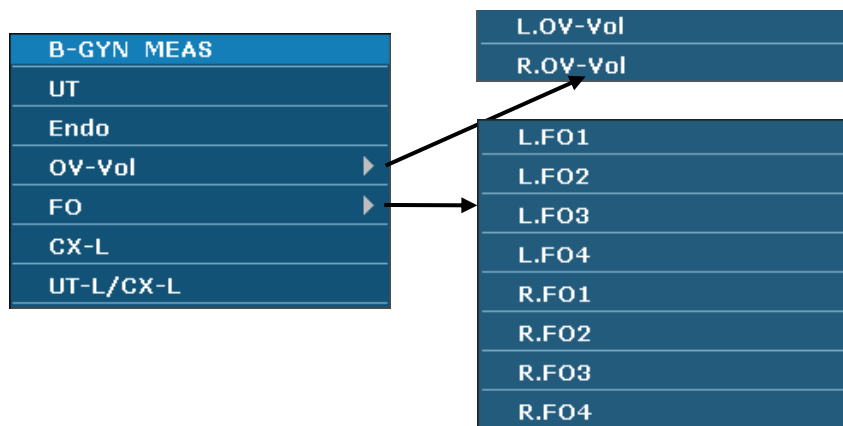 B-GYN MEAS
UT
Endo
OV-Vol
FO
CX-L
UT-L/CX-L
L.OV-Vol
R.OV-Vol
L.FO1
L.FO2
L.FO3
L.FO4
R.FO1
R.FO2
R.FO3
R.FO4